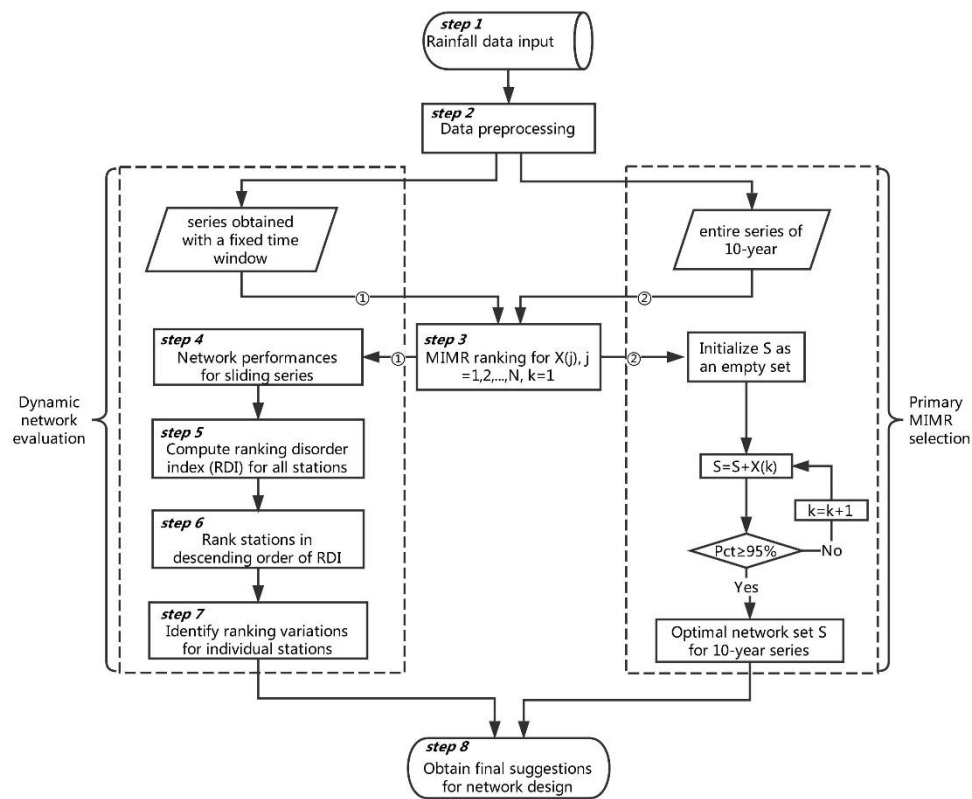 step 1
Rainfall data input
step 2
Data preprocessing
series obtained
with a fixed time
window
entire series of
10-year
①
②
step 3
MIMR ranking for X(j), j
=1,2,...,N, k=1
①
②
step 4
Network performances
for sliding series
Initialize S as
an empty set
Dynamic
network
evaluation
Primary
MIMR
selection
step 5
Compute ranking disorder
index (RDI) for all stations
S=S+X(k)
k=k+1
step 6
Rank stations in
descending order of RDI
Pct≥95%
No
Yes
step 7
Identify ranking variations
for individual stations
Optimal network set S
for 10-year series
step 8
Obtain final suggestions
for network design